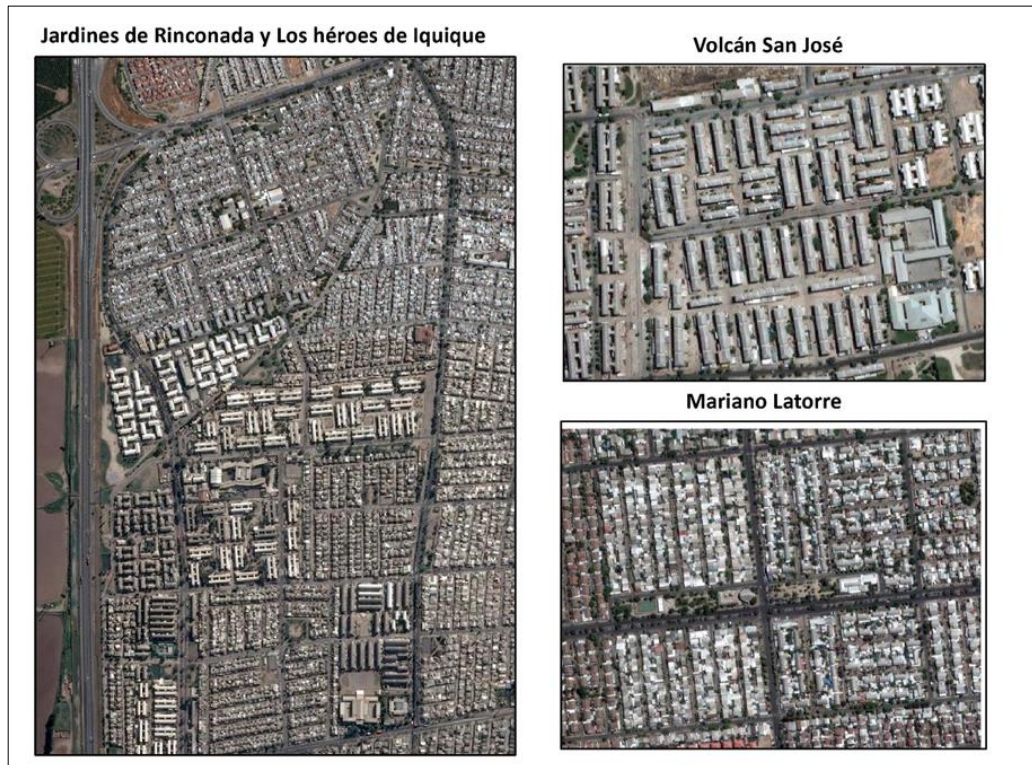 Jardines de Rinconada y Los héroes de Iquique
Volcán San José
Mariano Latorre